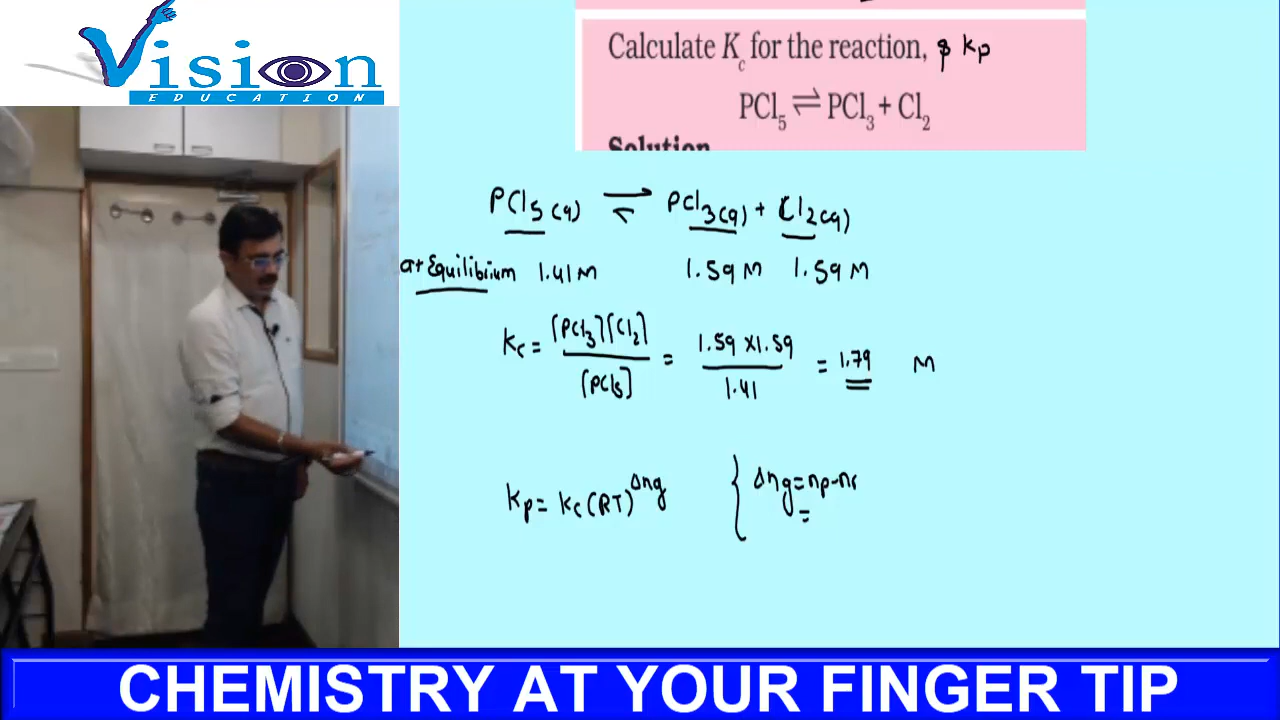 Vision
EDUCATION
Calculate Kc for the reaction, & Kp
PCl5 ⇌ PCl3 + Cl2
Solution
PCl5(g) ⇌ PCl3(g) + Cl2(g)
at Equilibrium 1.41M 1.59M 1.59M
Kc = [PCl3][Cl2] / [PCl5] = 1.59 x 1.59 / 1.41 = 1.79 M
Kp = Kc(RT)^Δng { Δng = np-nr
=
CHEMISTRY AT YOUR FINGER TIP